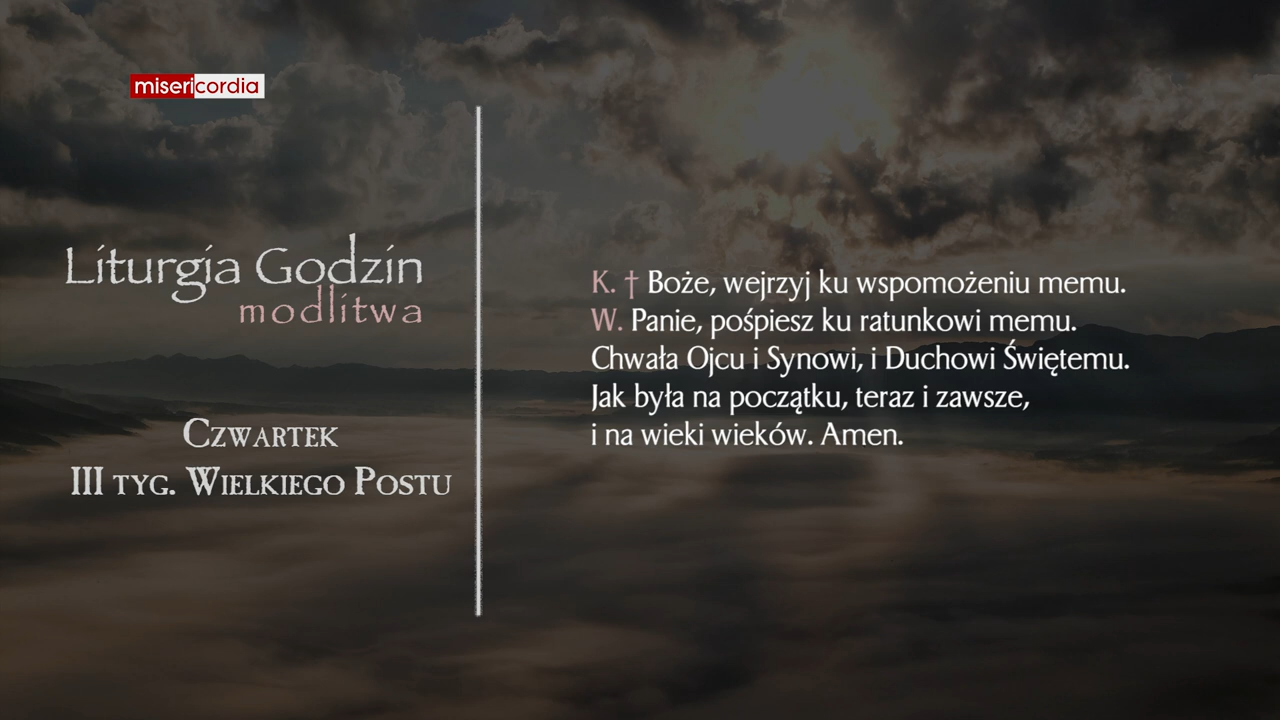 misericordia
Liturgia Godzin
modlitwa
Czwartek
III tyg. Wielkiego Postu
K. † Boże, wejrzyj ku wspomożeniu memu.
W. Panie, pośpiesz ku ratunkowi memu.
Chwała Ojcu i Synowi, i Duchowi Świętemu.
Jak była na początku, teraz i zawsze,
i na wieki wieków. Amen.